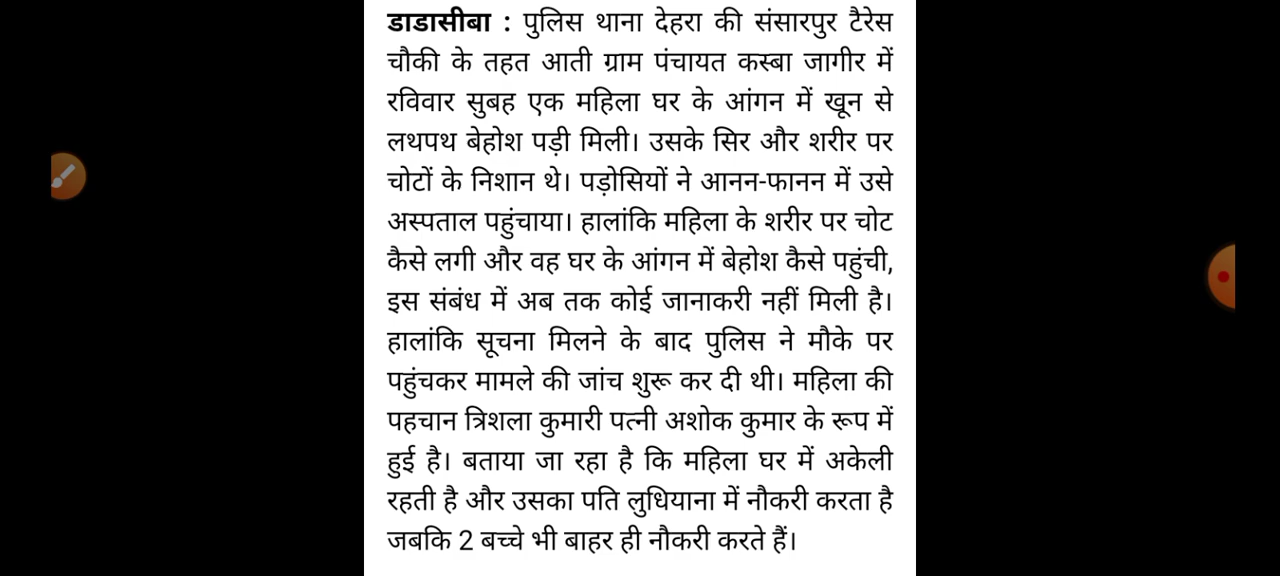 डाडासीबा : पुलिस थाना देहरा की संसारपुर टैरेस
चौकी के तहत आती ग्राम पंचायत कस्बा जागीर में
रविवार सुबह एक महिला घर के आंगन में खून से
लथपथ बेहोश पड़ी मिली। उसके सिर और शरीर पर
चोटों के निशान थे। पड़ोसियों ने आनन-फानन में उसे
अस्पताल पहुंचाया। हालांकि महिला के शरीर पर चोट
कैसे लगी और वह घर के आंगन में बेहोश कैसे पहुंची,
इस संबंध में अब तक कोई जानाकरी नहीं मिली है।
हालांकि सूचना मिलने के बाद पुलिस ने मौके पर
पहुंचकर मामले की जांच शुरू कर दी थी। महिला की
पहचान त्रिशला कुमारी पत्नी अशोक कुमार के रूप में
हुई है। बताया जा रहा है कि महिला घर में अकेली
रहती है और उसका पति लुधियाना में नौकरी करता है
जबकि 2 बच्चे भी बाहर ही नौकरी करते हैं।